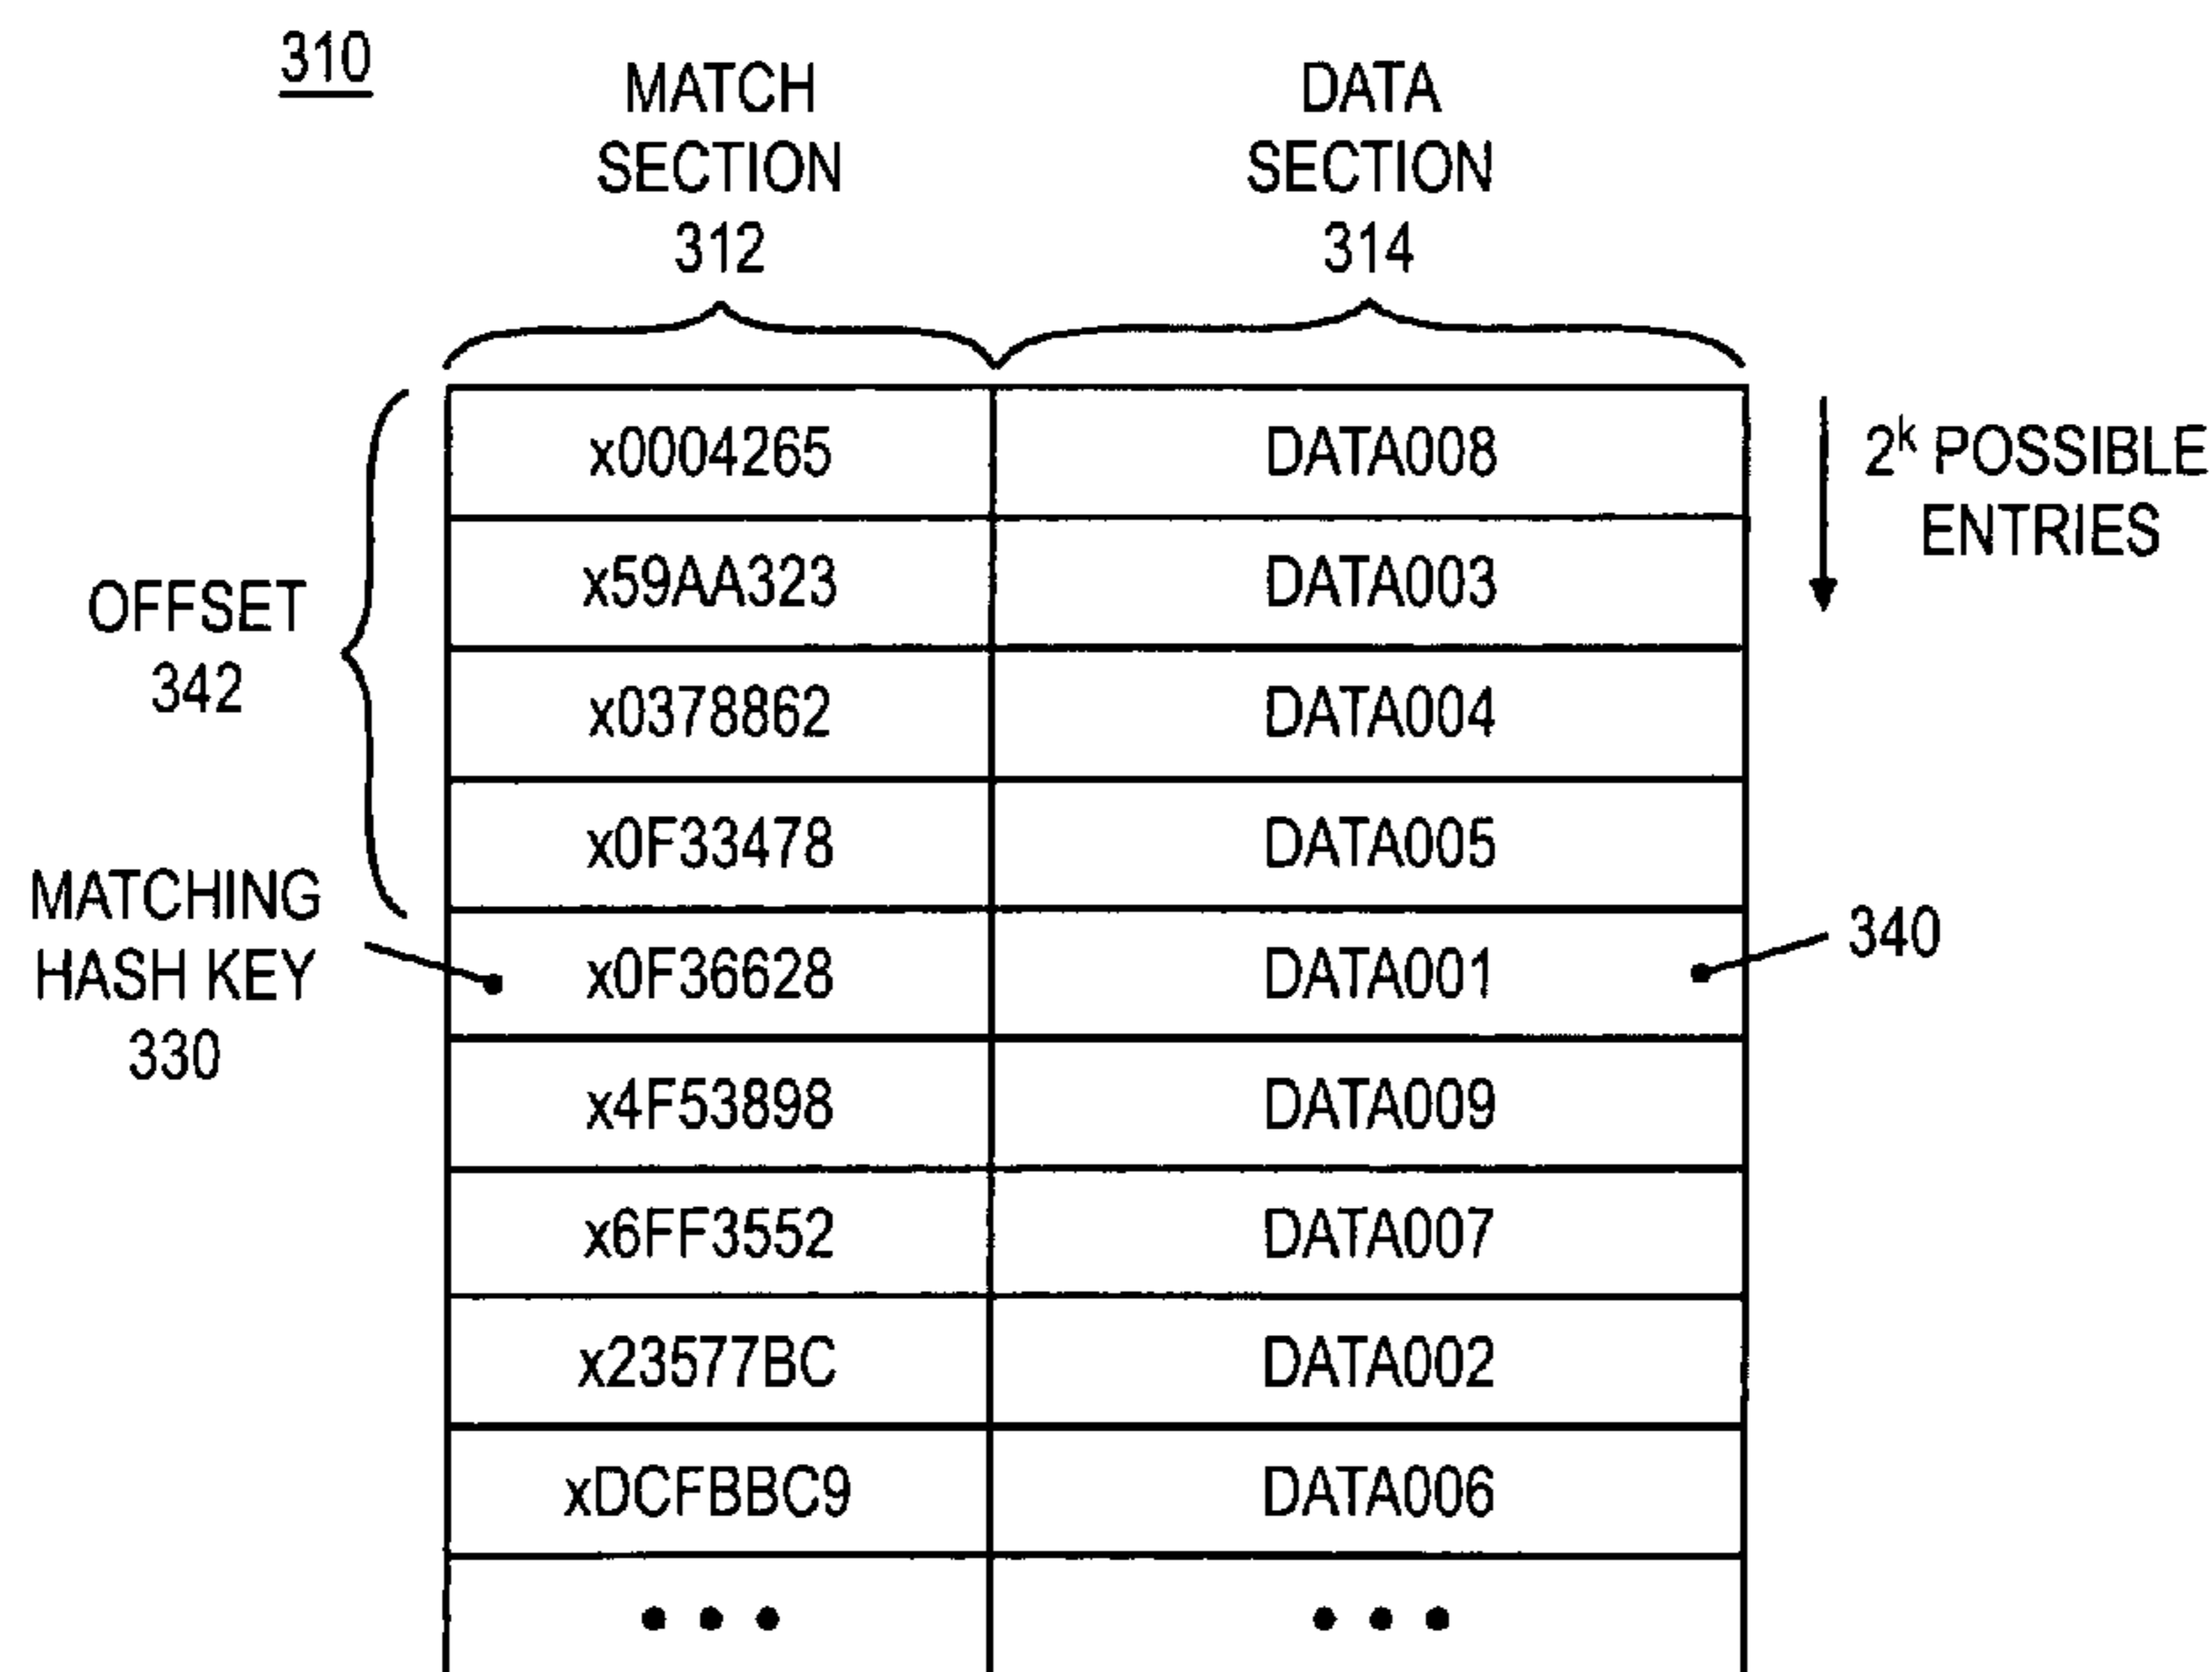 310
MATCH
SECTION
312
DATA
SECTION
314
2^k POSSIBLE
ENTRIES
OFFSET
342
MATCHING
HASH KEY
330
x0004265 DATA008
x59AA323 DATA003
x0378862 DATA004
x0F33478 DATA005
x0F36628 DATA001
340
x4F53898 DATA009
x6FF3552 DATA007
x23577BC DATA002
xDCFBBC9 DATA006
• • • • • •